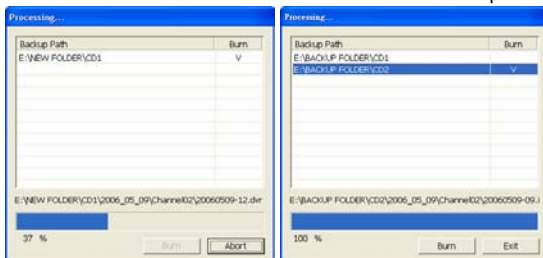 Processing...
Backup Path Burn
E:\NEW FOLDER\CD1 V
E:\NEW FOLDER\CD1\2006_05_09\Channel02\20060509-12.dvr
37 %
Burn Abort
Processing...
Backup Path Burn
E:\BACKUP FOLDER\CD1
E:\BACKUP FOLDER\CD2 V
E:\BACKUP FOLDER\CD2\2006_05_09\Channel02\20060509-09.
100 %
Burn Exit